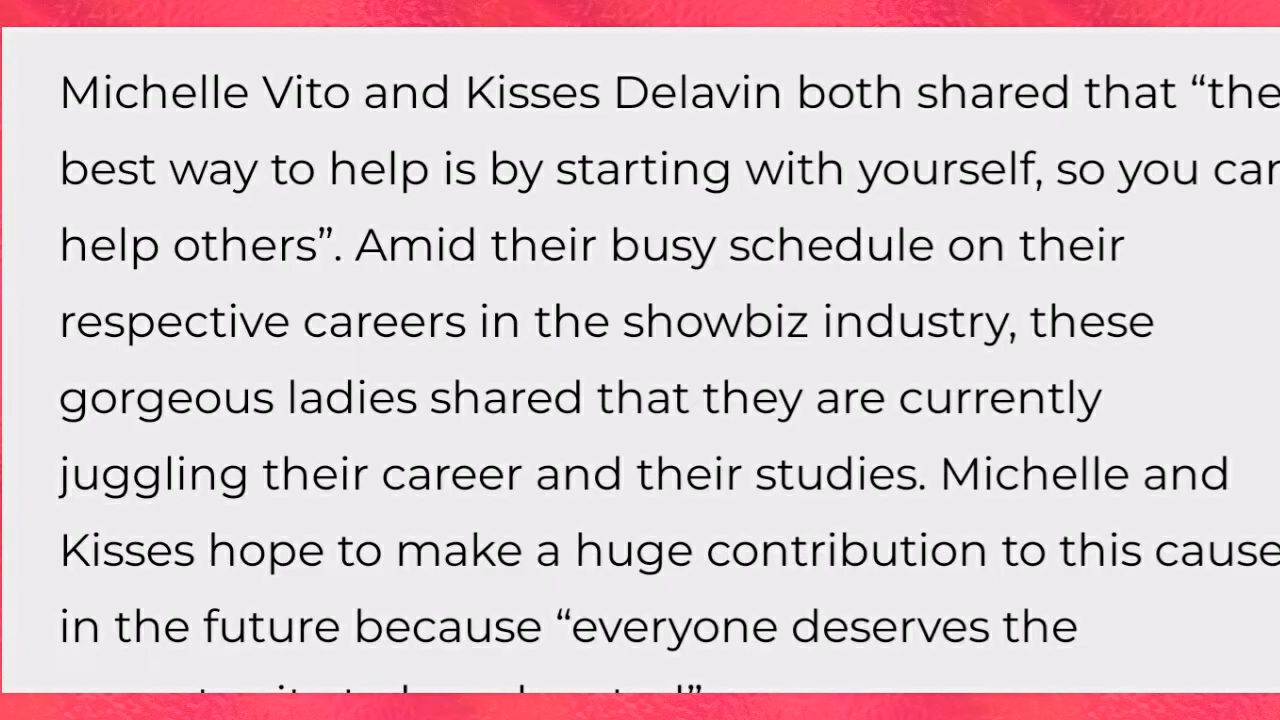 Michelle Vito and Kisses Delavin both shared that “the
best way to help is by starting with yourself, so you can
help others”. Amid their busy schedule on their
respective careers in the showbiz industry, these
gorgeous ladies shared that they are currently
juggling their career and their studies. Michelle and
Kisses hope to make a huge contribution to this cause
in the future because “everyone deserves the